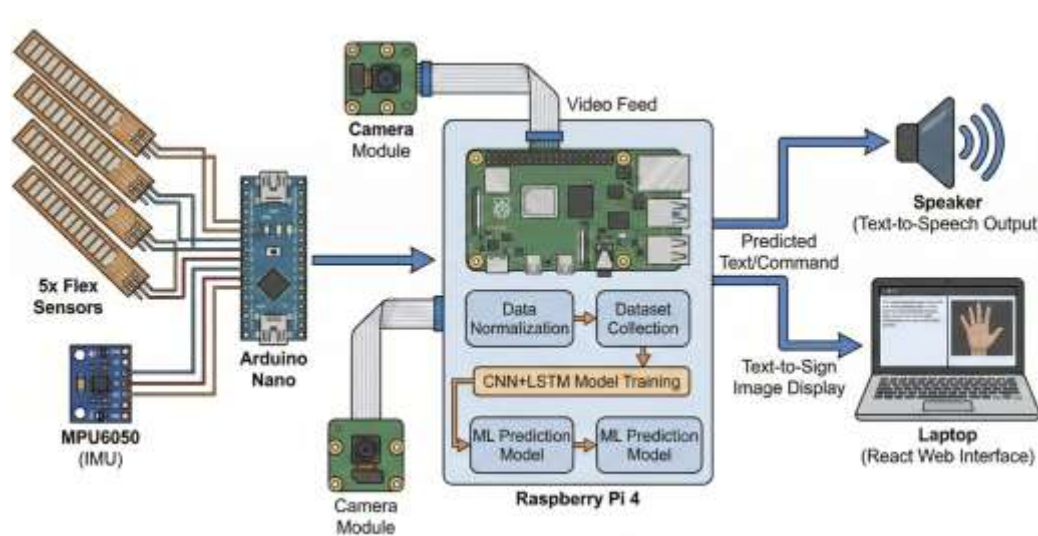 5x Flex
Sensors
MPU6050
(IMU)
Arduino
Nano
Camera
Module
Video Feed
Camera
Module
Data
Normalization
Dataset
Collection
CNN+LSTM Model Training
ML Prediction
Model
ML Prediction
Model
Raspberry Pi 4
Predicted
Text/Command
Text-to-Sign
Image Display
Speaker
(Text-to-Speech Output)
Laptop
(React Web Interface)